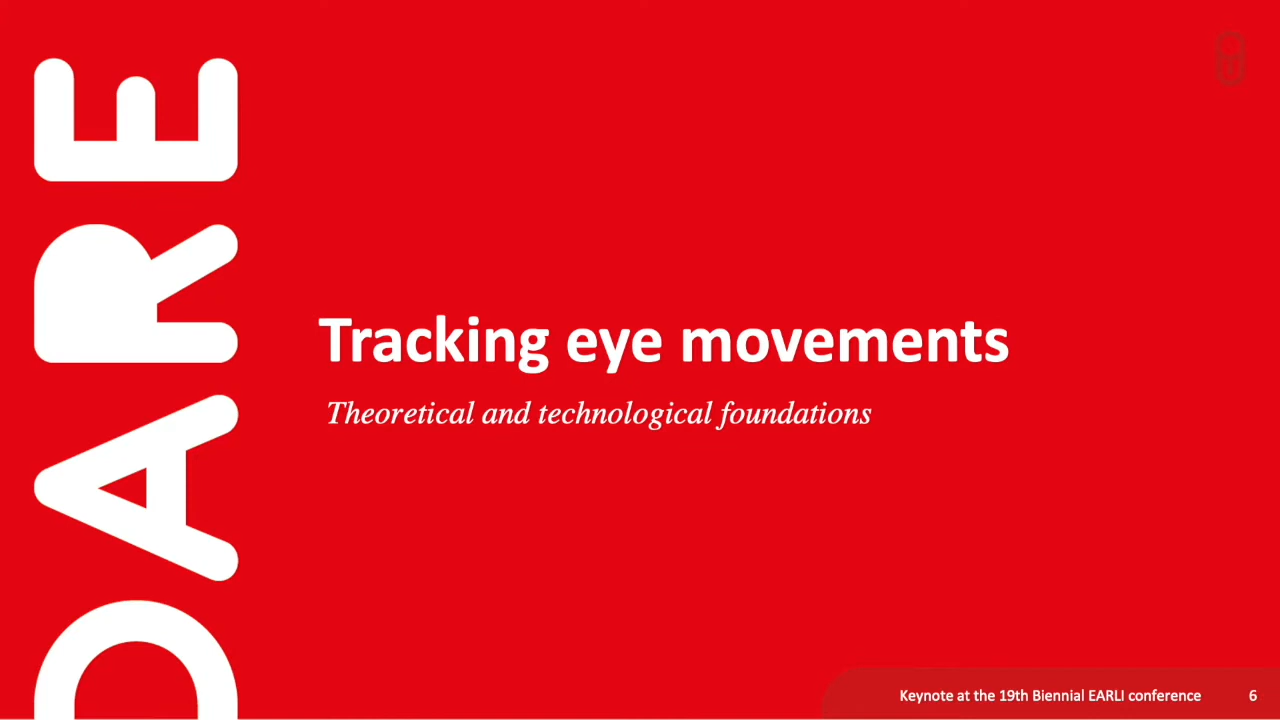 DARE
Tracking eye movements
Theoretical and technological foundations
Keynote at the 19th Biennial EARLI conference 6